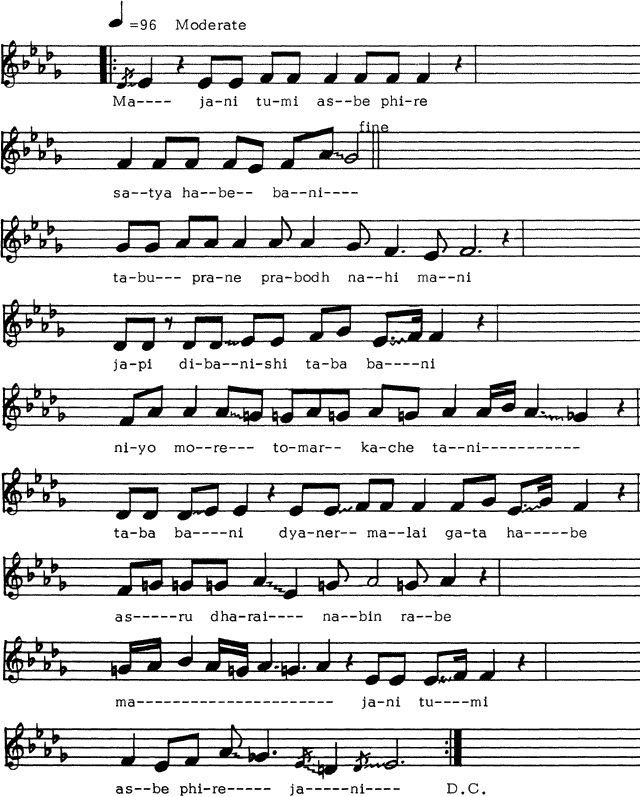 =96 Moderate
Ma---- ja-ni tu-mi as--be phi-re
fine
sa--tya ha--be-- ba--ni----
ta-bu--- pra-ne pra-bodh na--hi ma--ni
ja-pi di-ba--ni-shi ta-ba ba----ni
ni-yo mo--re--- to-mar-- ka-che ta--ni-----------
ta-ba ba----ni dya-ner-- ma--lai ga-ta ha-----be
as-----ru dha-rai---- na-bin ra-be
ma---------------------- ja-ni tu----mi
as--be phi-re----- ja-----ni---- D.C.